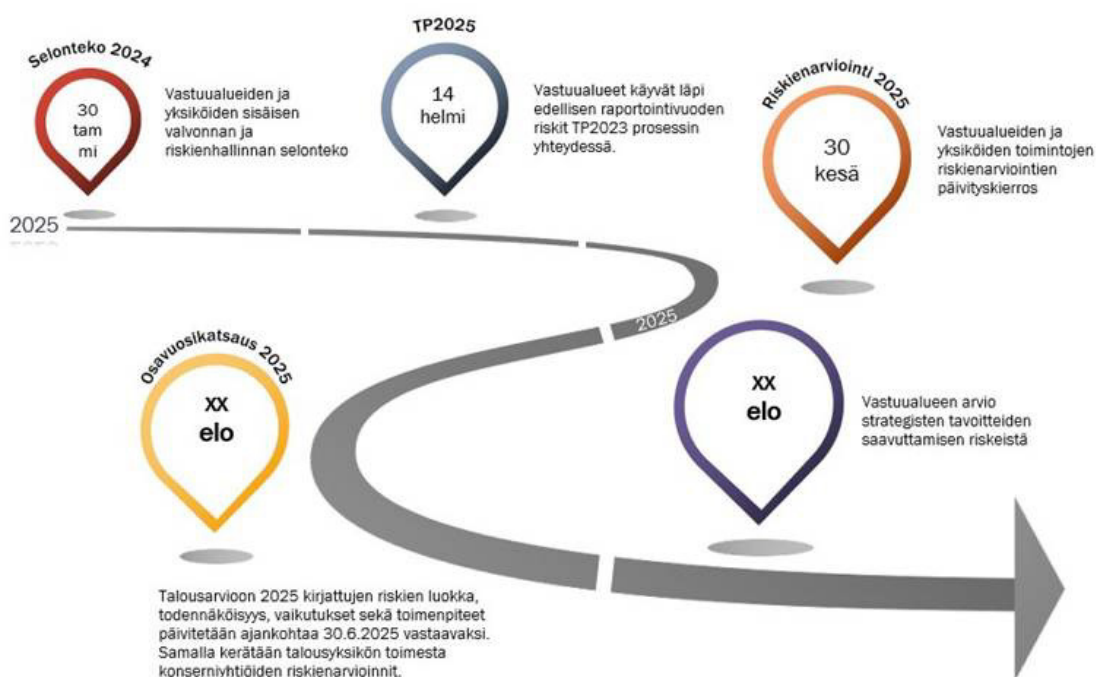 Selonteko 2024
30
tam
mi
Vastuualueiden ja
yksiköiden sisäisen
valvonnan ja
riskienhallinnan selonteko
TP2025
14
helmi
Vastuualueet käyvät läpi
edellisen raportointivuoden
riskit TP2023 prosessin
yhteydessä.
Riskienarviointi 2025
30
kesä
Vastuualueiden ja
yksiköiden toimintojen
riskienarviointien
päivityskierros
2025
2025
Osavuosikatsaus 2025
xx
elo
Talousarvioon 2025 kirjattujen riskien luokka,
todennäköisyys, vaikutukset sekä toimenpiteet
päivitetään ajankohtaa 30.6.2025 vastaavaksi.
Samalla kerätään talousyksikön toimesta
konserniyhtiöiden riskienarvioinnit.
xx
elo
Vastuualueen arvio
strategisten tavoitteiden
saavuttamisen riskeistä